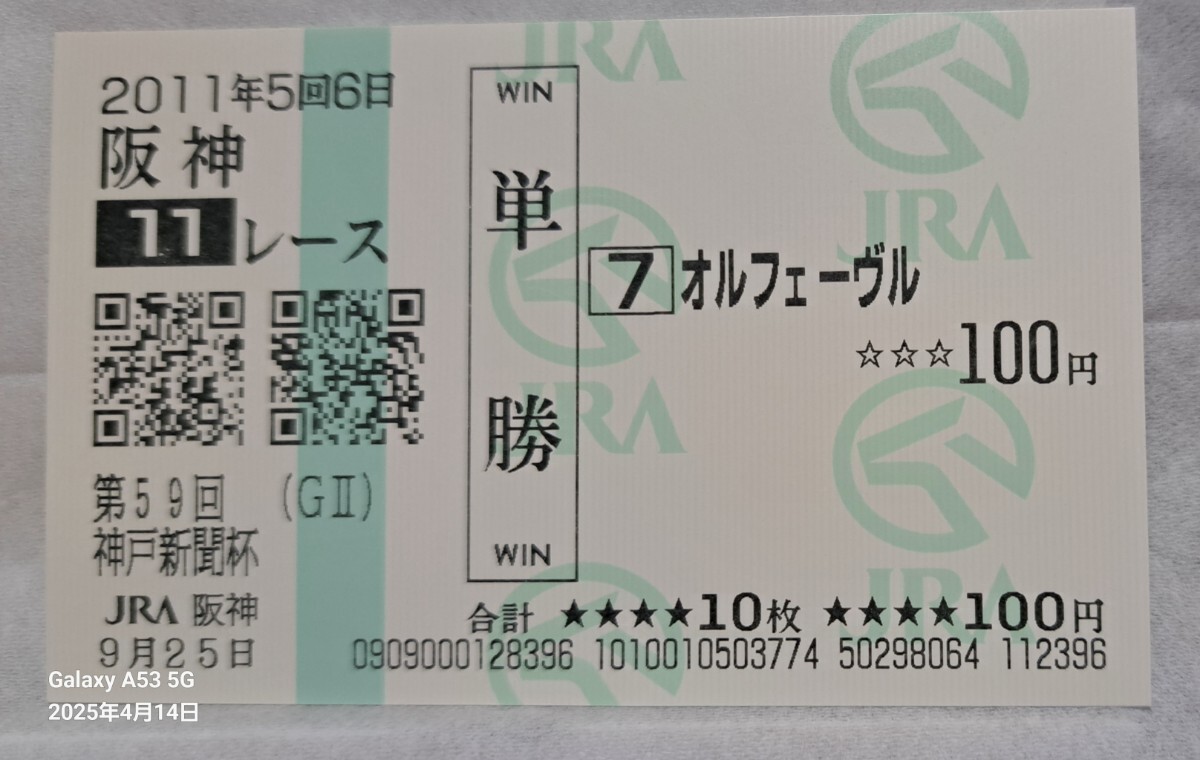 2011年5回6日
阪神
11レース
第59回 (GⅡ)
神戸新聞杯
JRA 阪神
9月25日
WIN
単勝
WIN
7 オルフェーヴル
☆☆☆100円
合計 ★★★★10枚 ★★★★100円
0909000128396 1010010503774 50298064 112396
JRA
JRA
JRA
JRA
Galaxy A53 5G
2025年4月14日